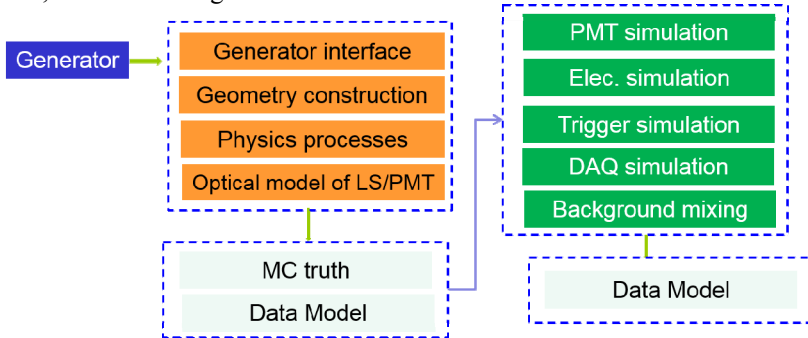 Generator
Generator interface
Geometry construction
Physics processes
Optical model of LS/PMT
MC truth
Data Model
PMT simulation
Elec. simulation
Trigger simulation
DAQ simulation
Background mixing
Data Model